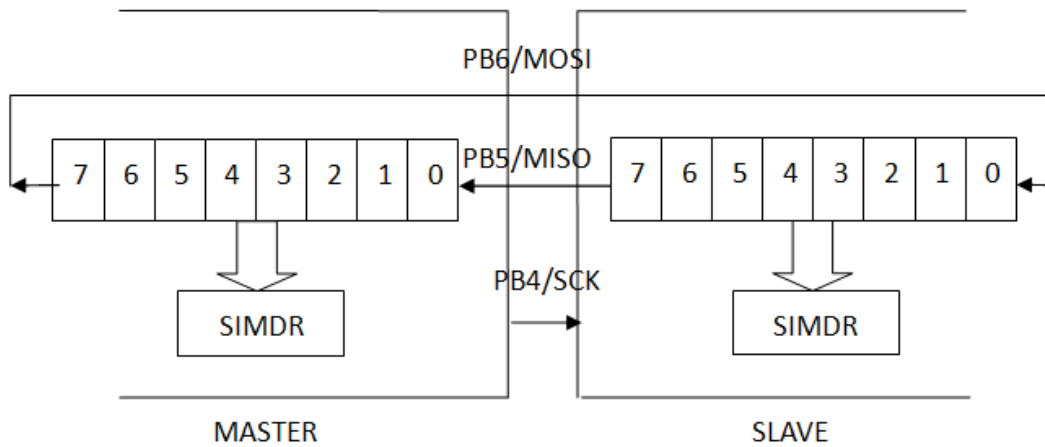 PB6/MOSI
7 6 5 4 3 2 1 0
PB5/MISO
7 6 5 4 3 2 1 0
PB4/SCK
SIMDR
SIMDR
MASTER
SLAVE